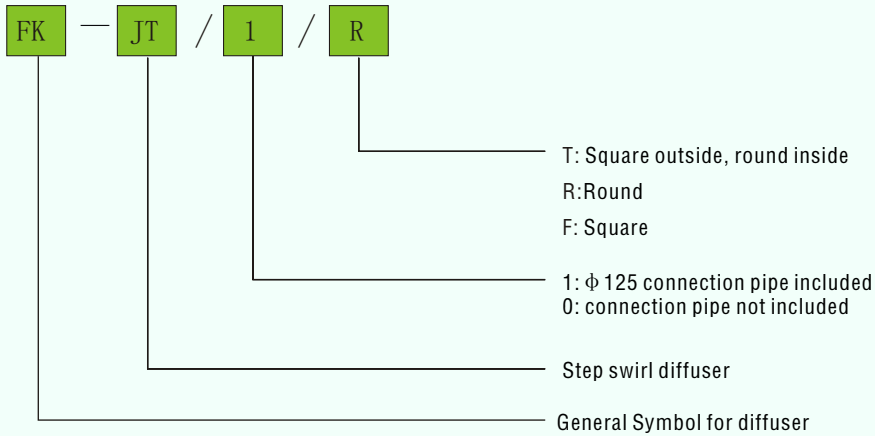 FK — JT / 1 / R
T: Square outside, round inside
R:Round
F: Square
1: ф 125 connection pipe included
0: connection pipe not included
Step swirl diffuser
General Symbol for diffuser